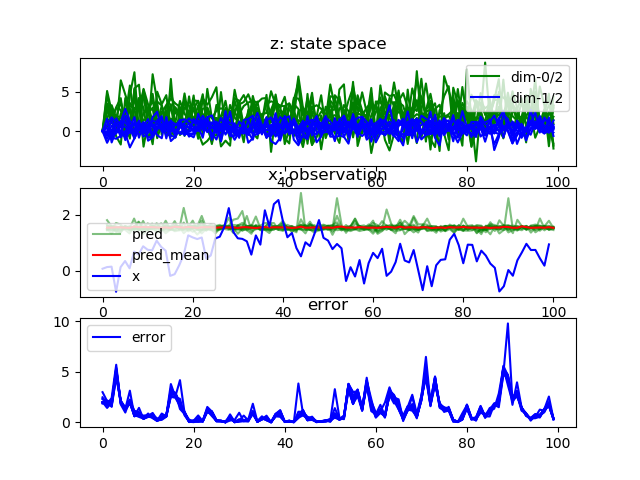 z: state space
5
0
dim-0/2
dim-1/2
0 20 40 60 80 100
x: observation
2
0
pred
pred_mean
x
0 20 40 60 80 100
error
10
5
0
error
0 20 40 60 80 100